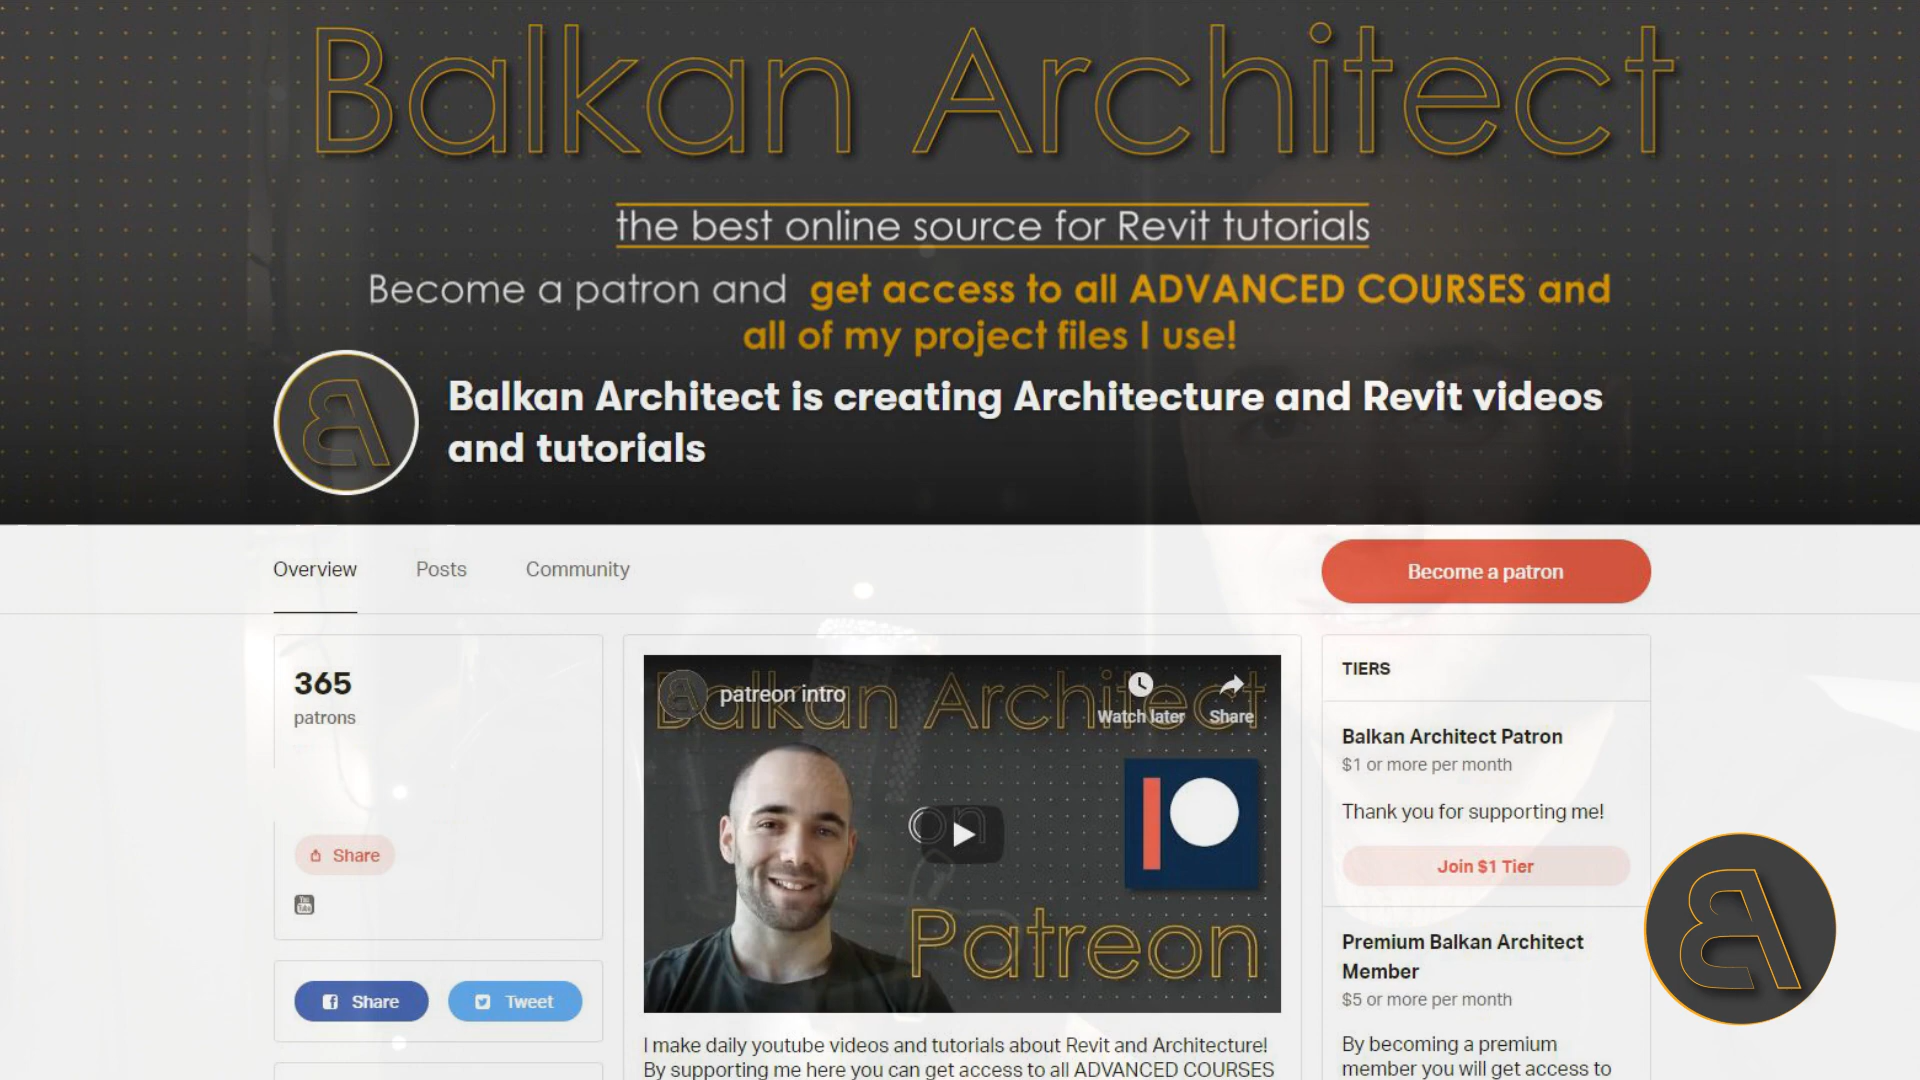 Balkan Architect
the best online source for Revit tutorials
Become a patron and get access to all ADVANCED COURSES and
all of my project files I use!
Balkan Architect is creating Architecture and Revit videos
and tutorials
Overview
Posts
Community
Become a patron
365
patrons
Share
You
Tube
Share
Tweet
Balkan Architect
patreon intro
Watch later
Share
on
Patreon
I make daily youtube videos and tutorials about Revit and Architecture!
By supporting me here you can get access to all ADVANCED COURSES
TIERS
Balkan Architect Patron
$1 or more per month
Thank you for supporting me!
Join $1 Tier
Premium Balkan Architect
Member
$5 or more per month
By becoming a premium
member you will get access to